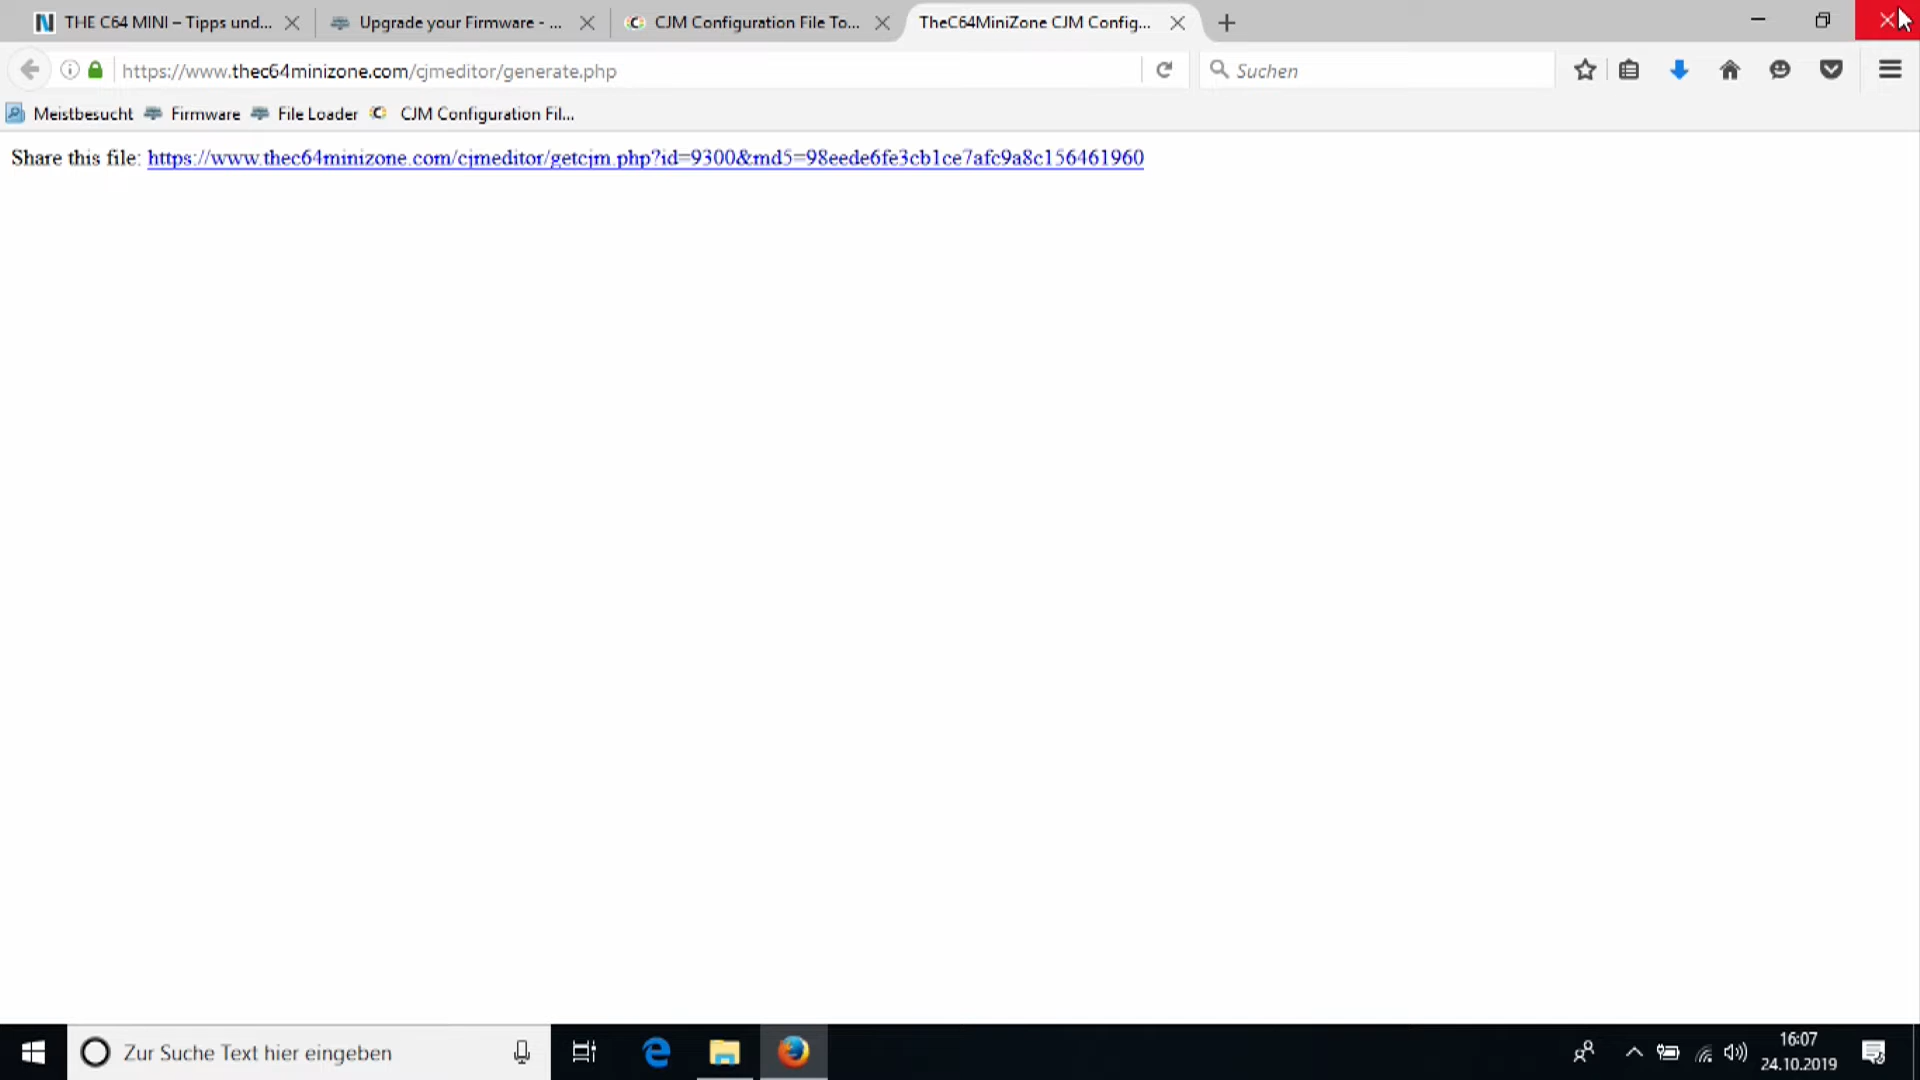 THE C64 MINI – Tipps und...
Upgrade your Firmware - ...
CJM Configuration File To...
TheC64MiniZone CJM Config...
https://www.thec64minizone.com/cjmeditor/generate.php
Suchen
Meistbesucht
Firmware
File Loader
CJM Configuration Fil...
Share this file: https://www.thec64minizone.com/cjmeditor/getcjm.php?id=9300&md5=98eede6fe3cb1ce7afc9a8c156461960
Zur Suche Text hier eingeben
16:07
24.10.2019